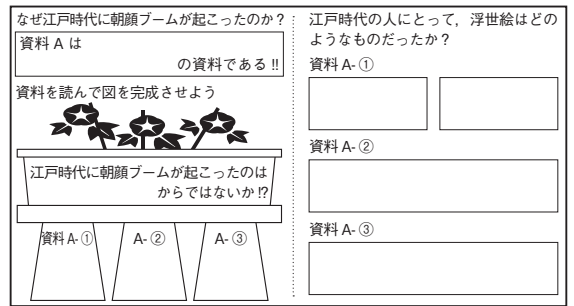 なぜ江戸時代に朝顔ブームが起こったのか?
資料 A は
の資料である !!
資料を読んで図を完成させよう
江戸時代に朝顔ブームが起こったのは
からではないか !?
資料 A- ①
A- ②
A- ③
江戸時代の人にとって,浮世絵はどの
ようなものだったか?
資料 A- ①
資料 A- ②
資料 A- ③